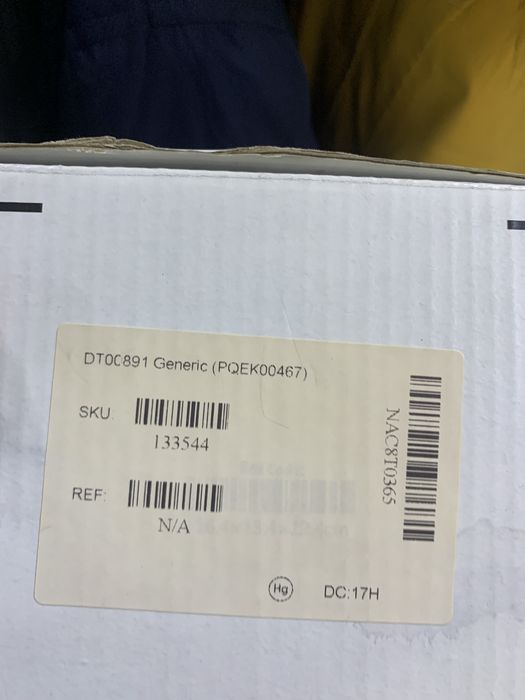 DT00891 Generic (PQEK00467)
SKU:
133544
REF:
N/A
NAC8T0365
Hg
DC:17H